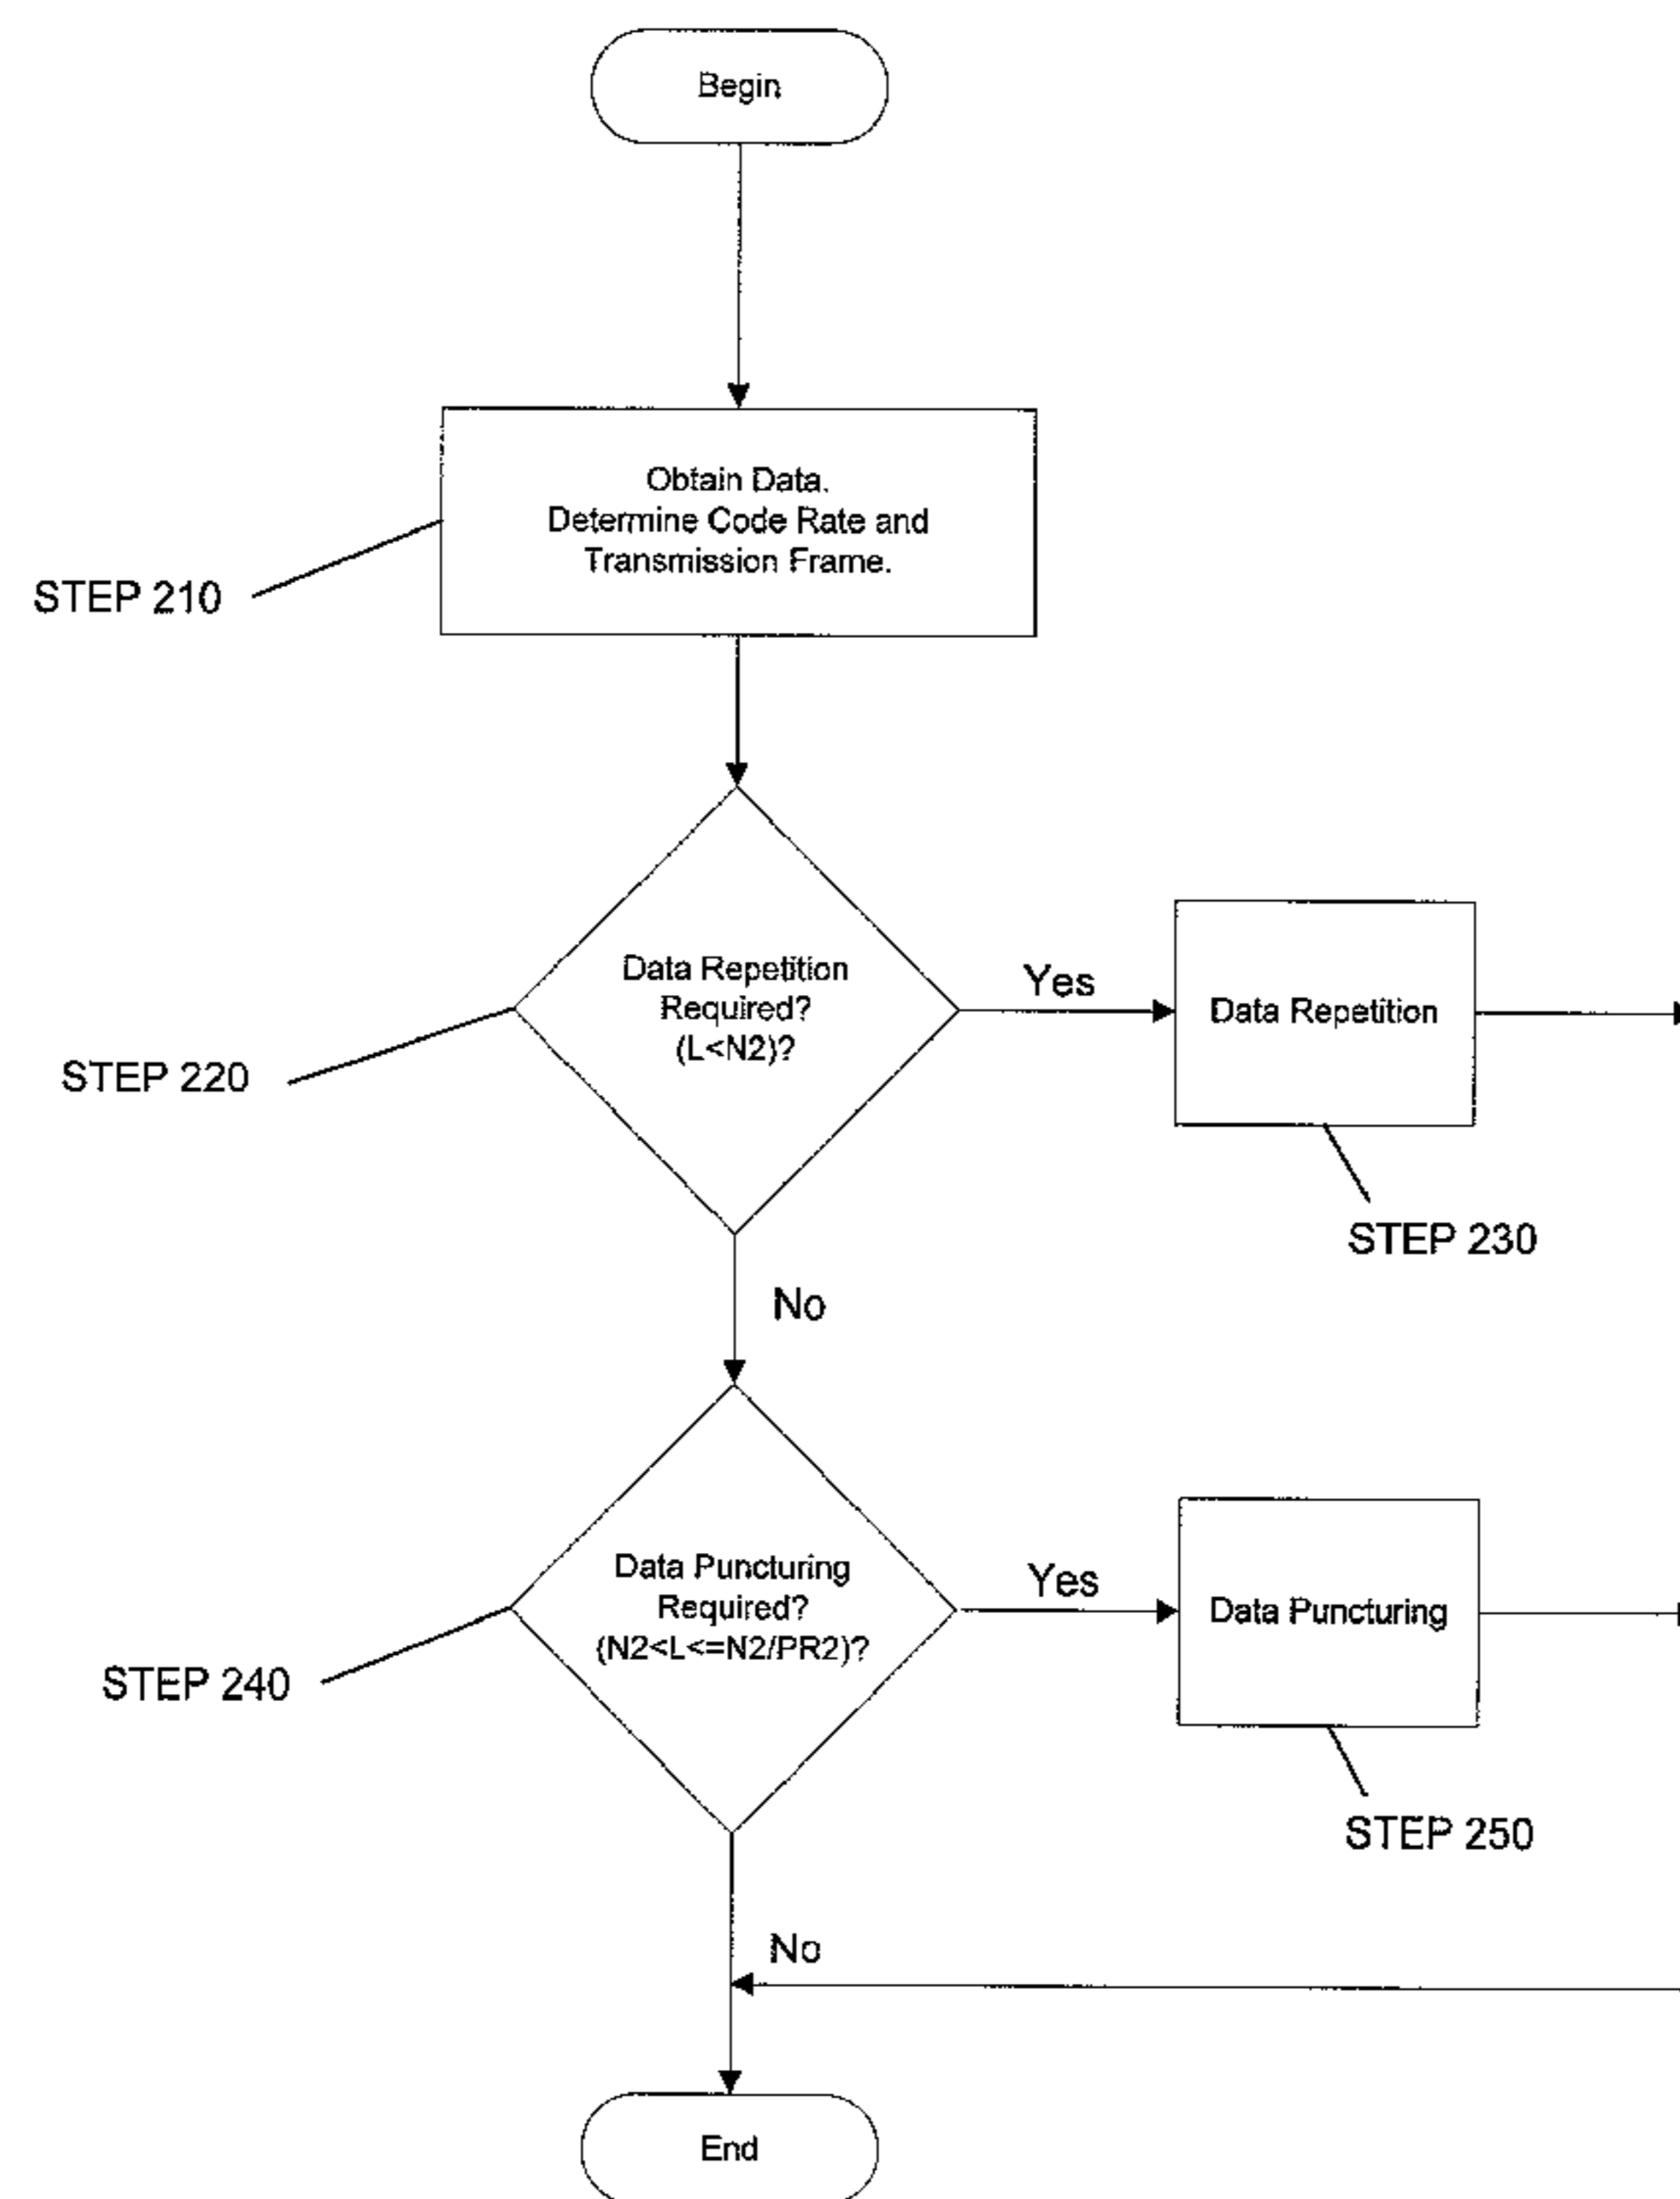 Begin
Obtain Data.
Determine Code Rate and
Transmission Frame.
STEP 210
Data Repetition
Required?
(L<N2)?
Yes
Data Repetition
STEP 220
STEP 230
No
Data Puncturing
Required?
(N2<L<=N2/PR2)?
Yes
Data Puncturing
STEP 240
STEP 250
No
End